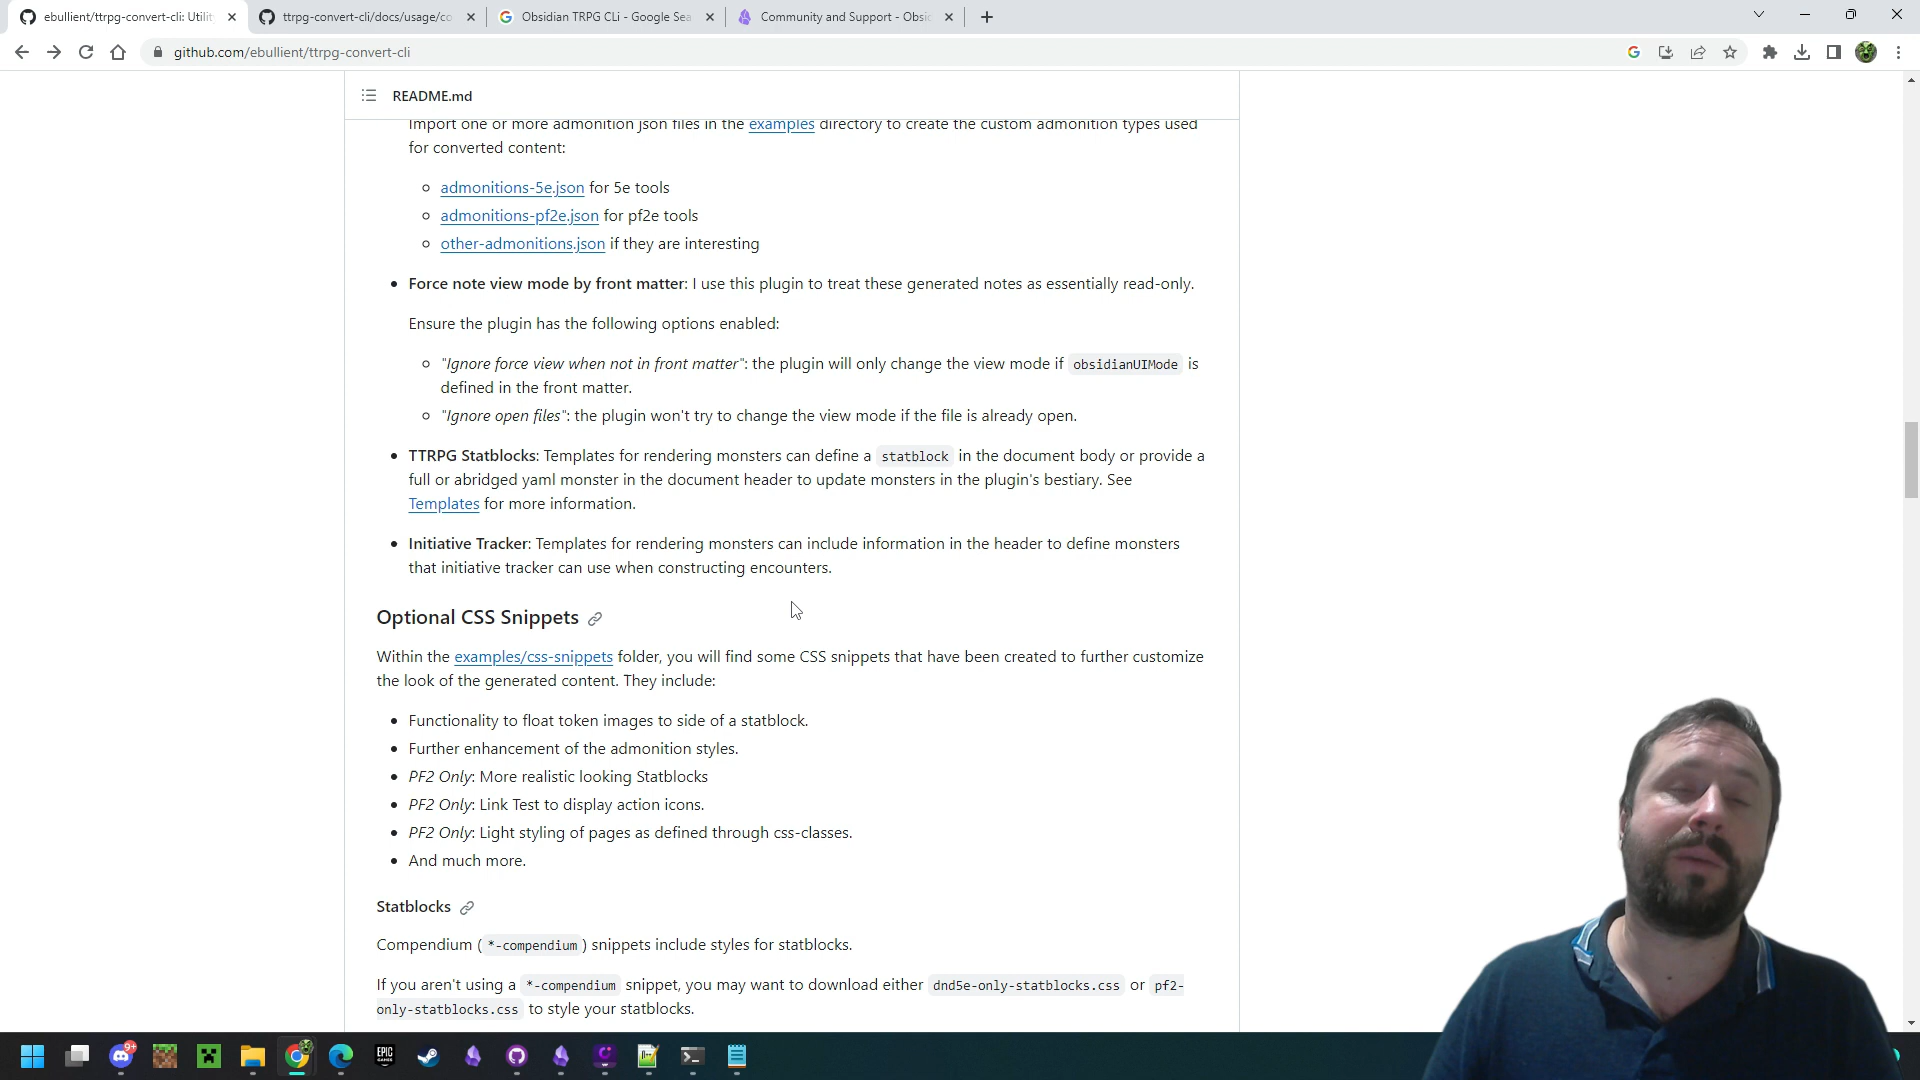 ebullient/ttrpg-convert-cli: Utilit
ttrpg-convert-cli/docs/usage/co
Obsidian TRPG CLi - Google Sea
Community and Support - Obsid
github.com/ebullient/ttrpg-convert-cli
README.md
Import one or more admonition json files in the examples directory to create the custom admonition types used
for converted content:
admonitions-5e.json for 5e tools
admonitions-pf2e.json for pf2e tools
other-admonitions.json if they are interesting
Force note view mode by front matter: I use this plugin to treat these generated notes as essentially read-only.
Ensure the plugin has the following options enabled:
"Ignore force view when not in front matter": the plugin will only change the view mode if obsidianUIMode is
defined in the front matter.
"Ignore open files": the plugin won't try to change the view mode if the file is already open.
TTRPG Statblocks: Templates for rendering monsters can define a statblock in the document body or provide a
full or abridged yaml monster in the document header to update monsters in the plugin's bestiary. See
Templates for more information.
Initiative Tracker: Templates for rendering monsters can include information in the header to define monsters
that initiative tracker can use when constructing encounters.
Optional CSS Snippets
Within the examples/css-snippets folder, you will find some CSS snippets that have been created to further customize
the look of the generated content. They include:
Functionality to float token images to side of a statblock.
Further enhancement of the admonition styles.
PF2 Only: More realistic looking Statblocks
PF2 Only: Link Test to display action icons.
PF2 Only: Light styling of pages as defined through css-classes.
And much more.
Statblocks
Compendium ( *-compendium ) snippets include styles for statblocks.
If you aren't using a *-compendium snippet, you may want to download either dnd5e-only-statblocks.css or pf2-
only-statblocks.css to style your statblocks.
9+
EPIC
GAMES